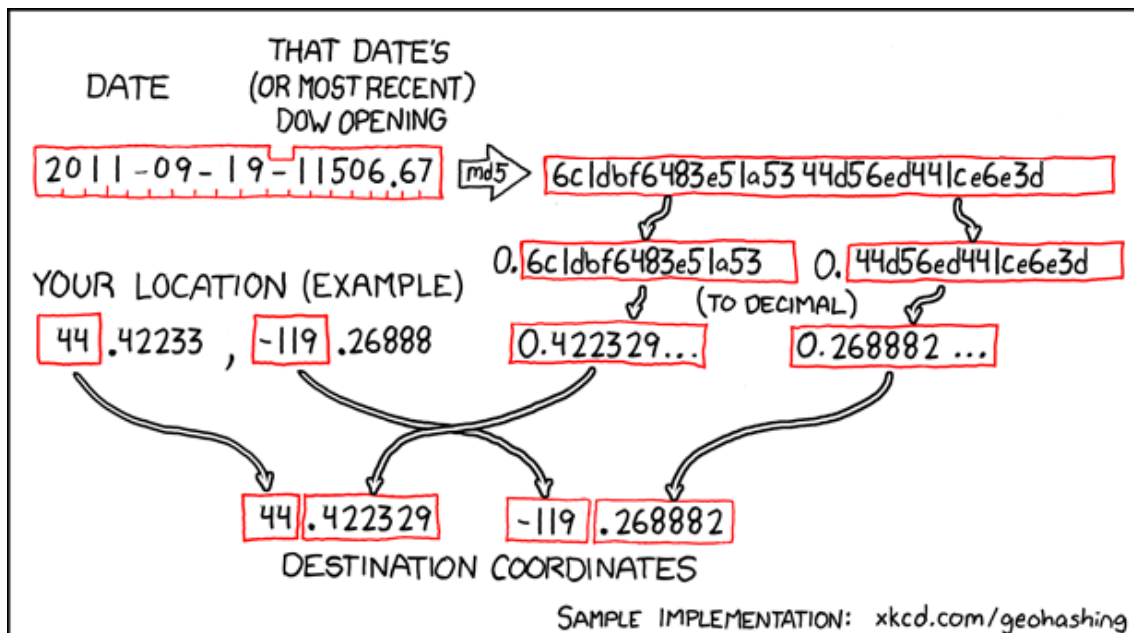 DATE
THAT DATE'S
(OR MOST RECENT)
DOW OPENING
2011-09-19-11506.67
md5
6c1dbf6483e51a5344d56ed441ce6e3d
0.6c1dbf6483e51a53
0.44d56ed441ce6e3d
YOUR LOCATION (EXAMPLE)
(TO DECIMAL)
44.42233, -119.26888
0.422329...
0.268882...
44.422329
-119.268882
DESTINATION COORDINATES
SAMPLE IMPLEMENTATION: xkcd.com/geohashing